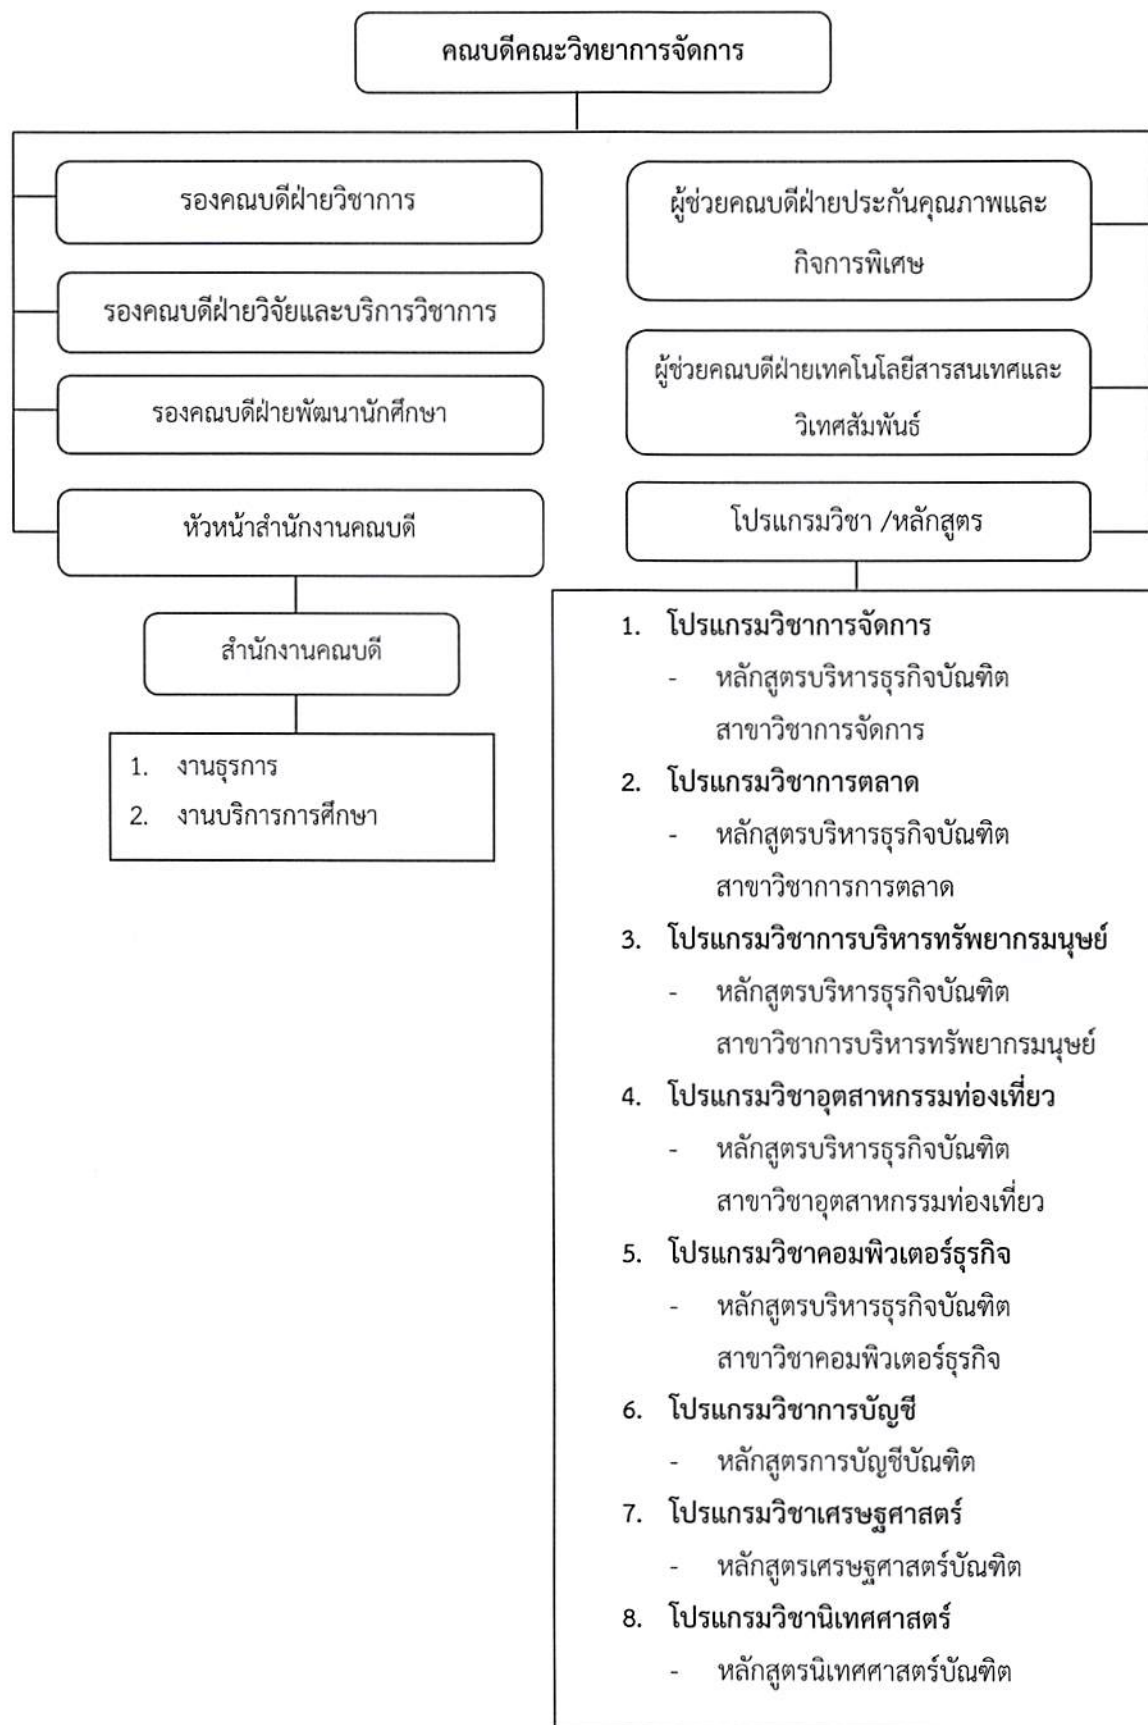 คณบดีคณะวิทยาการจัดการ
รองคณบดีฝ่ายวิชาการ
รองคณบดีฝ่ายวิจัยและบริการวิชาการ
รองคณบดีฝ่ายพัฒนานักศึกษา
หัวหน้าสำนักงานคณบดี
สำนักงานคณบดี
1. งานธุรการ
2. งานบริการการศึกษา
ผู้ช่วยคณบดีฝ่ายประกันคุณภาพและ
กิจการพิเศษ
ผู้ช่วยคณบดีฝ่ายเทคโนโลยีสารสนเทศและ
วิเทศสัมพันธ์
โปรแกรมวิชา /หลักสูตร
1. โปรแกรมวิชาการจัดการ
- หลักสูตรบริหารธุรกิจบัณฑิต
สาขาวิชาการจัดการ
2. โปรแกรมวิชาการตลาด
- หลักสูตรบริหารธุรกิจบัณฑิต
สาขาวิชาการการตลาด
3. โปรแกรมวิชาการบริหารทรัพยากรมนุษย์
- หลักสูตรบริหารธุรกิจบัณฑิต
สาขาวิชาการบริหารทรัพยากรมนุษย์
4. โปรแกรมวิชาอุตสาหกรรมท่องเที่ยว
- หลักสูตรบริหารธุรกิจบัณฑิต
สาขาวิชาอุตสาหกรรมท่องเที่ยว
5. โปรแกรมวิชาคอมพิวเตอร์ธุรกิจ
- หลักสูตรบริหารธุรกิจบัณฑิต
สาขาวิชาคอมพิวเตอร์ธุรกิจ
6. โปรแกรมวิชาการบัญชี
- หลักสูตรการบัญชีบัณฑิต
7. โปรแกรมวิชาเศรษฐศาสตร์
- หลักสูตรเศรษฐศาสตร์บัณฑิต
8. โปรแกรมวิชานิเทศศาสตร์
- หลักสูตรนิเทศศาสตร์บัณฑิต